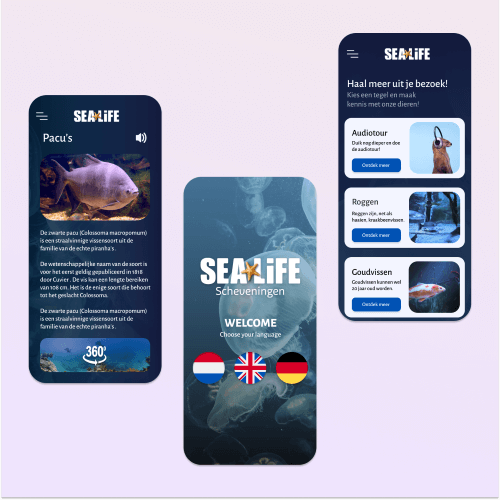 SEALiFE
Pacu's
De zwarte pacu (Colossoma macropomum)
is een straalvinnige vissensoort uit de
familie van de echte piranha's.
De wetenschappelijke naam van de soort is
voor het eerst geldig gepubliceerd in 1818
door Cuvier . De vis kan een lengte bereiken
van 108 cm. Het is de enige soort die behoort
tot het geslacht Colossoma.
De zwarte pacu (Colossoma macropomum)
is een straalvinnige vissensoort uit de
familie van de echte piranha's.
360°
SEALiFE
Scheveningen
WELCOME
Choose your language
SEALiFE
Haal meer uit je bezoek!
Kies een tegel en maak
kennis met onze dieren!
Audiotour
Duik nog dieper en doe
de audiotour!
Ontdek meer
Roggen
Roggen zijn, net als
haaien, kraakbeenvissen.
Ontdek meer
Goudvissen
Goudvissen kunnen wel
20 jaar oud worden.
Ontdek meer